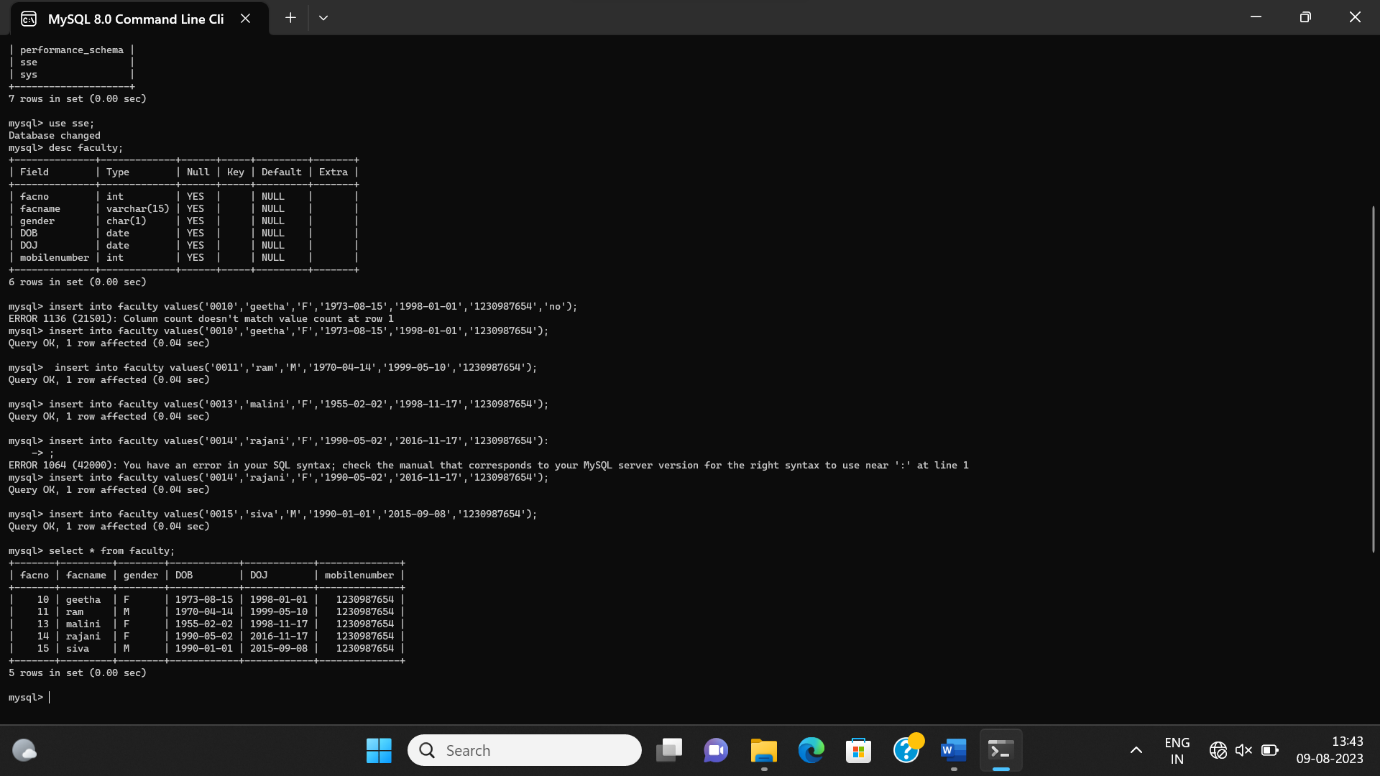 MySQL 8.0 Command Line Cli
| performance_schema |
| sse                |
| sys                |
+--------------------+
7 rows in set (0.00 sec)
mysql> use sse;
Database changed
mysql> desc faculty;
+--------------+-------------+------+-----+---------+-------+
| Field        | Type        | Null | Key | Default | Extra |
+--------------+-------------+------+-----+---------+-------+
| facno        | int         | YES  |     | NULL    |       |
| facname      | varchar(15) | YES  |     | NULL    |       |
| gender       | char(1)     | YES  |     | NULL    |       |
| DOB          | date        | YES  |     | NULL    |       |
| DOJ          | date        | YES  |     | NULL    |       |
| mobilenumber | int         | YES  |     | NULL    |       |
+--------------+-------------+------+-----+---------+-------+
6 rows in set (0.00 sec)
mysql> insert into faculty values('0010','geetha','F','1973-08-15','1998-01-01','1230987654','no');
ERROR 1136 (21S01): Column count doesn't match value count at row 1
mysql> insert into faculty values('0010','geetha','F','1973-08-15','1998-01-01','1230987654');
Query OK, 1 row affected (0.04 sec)
mysql>  insert into faculty values('0011','ram','M','1970-04-14','1999-05-10','1230987654');
Query OK, 1 row affected (0.04 sec)
mysql> insert into faculty values('0013','malini','F','1955-02-02','1998-11-17','1230987654');
Query OK, 1 row affected (0.04 sec)
mysql> insert into faculty values('0014','rajani','F','1990-05-02','2016-11-17','1230987654'):
    -> ;
ERROR 1064 (42000): You have an error in your SQL syntax; check the manual that corresponds to your MySQL server version for the right syntax to use near ':' at line 1
mysql> insert into faculty values('0014','rajani','F','1990-05-02','2016-11-17','1230987654');
Query OK, 1 row affected (0.04 sec)
mysql> insert into faculty values('0015','siva','M','1990-01-01','2015-09-08','1230987654');
Query OK, 1 row affected (0.04 sec)
mysql> select * from faculty;
+-------+---------+--------+------------+------------+--------------+
| facno | facname | gender | DOB        | DOJ        | mobilenumber |
+-------+---------+--------+------------+------------+--------------+
|    10 | geetha  | F      | 1973-08-15 | 1998-01-01 |   1230987654 |
|    11 | ram     | M      | 1970-04-14 | 1999-05-10 |   1230987654 |
|    13 | malini  | F      | 1955-02-02 | 1998-11-17 |   1230987654 |
|    14 | rajani  | F      | 1990-05-02 | 2016-11-17 |   1230987654 |
|    15 | siva    | M      | 1990-01-01 | 2015-09-08 |   1230987654 |
+-------+---------+--------+------------+------------+--------------+
5 rows in set (0.00 sec)
mysql>
Search
ENG
IN
13:43
09-08-2023